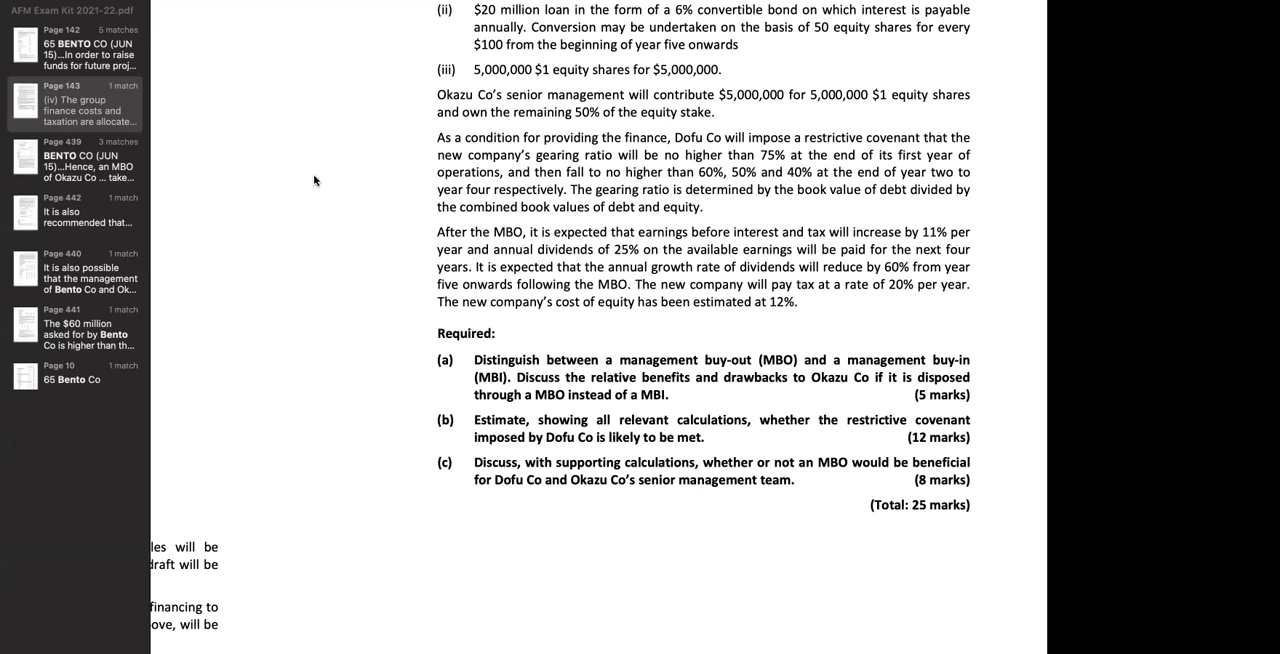 AFM Exam Kit 2021-22.pdf
Page 142 5 matches
65 BENTO CO (JUN
15)...In order to raise
funds for future proj...
Page 143 1 match
(iv) The group
finance costs and
taxation are allocate...
Page 439 3 matches
BENTO CO (JUN
15)...Hence, an MBO
of Okazu Co ... take...
Page 442 1 match
It is also
recommended that...
Page 440 1 match
It is also possible
that the management
of Bento Co and Ok...
Page 441 1 match
The $60 million
asked for by Bento
Co is higher than th...
Page 10 1 match
65 Bento Co
les will be
draft will be
financing to
ove, will be
(ii) $20 million loan in the form of a 6% convertible bond on which interest is payable
annually. Conversion may be undertaken on the basis of 50 equity shares for every
$100 from the beginning of year five onwards
(iii) 5,000,000 $1 equity shares for $5,000,000.
Okazu Co's senior management will contribute $5,000,000 for 5,000,000 $1 equity shares
and own the remaining 50% of the equity stake.
As a condition for providing the finance, Dofu Co will impose a restrictive covenant that the
new company's gearing ratio will be no higher than 75% at the end of its first year of
operations, and then fall to no higher than 60%, 50% and 40% at the end of year two to
year four respectively. The gearing ratio is determined by the book value of debt divided by
the combined book values of debt and equity.
After the MBO, it is expected that earnings before interest and tax will increase by 11% per
year and annual dividends of 25% on the available earnings will be paid for the next four
years. It is expected that the annual growth rate of dividends will reduce by 60% from year
five onwards following the MBO. The new company will pay tax at a rate of 20% per year.
The new company's cost of equity has been estimated at 12%.
Required:
(a) Distinguish between a management buy-out (MBO) and a management buy-in
(MBI). Discuss the relative benefits and drawbacks to Okazu Co if it is disposed
through a MBO instead of a MBI. (5 marks)
(b) Estimate, showing all relevant calculations, whether the restrictive covenant
imposed by Dofu Co is likely to be met. (12 marks)
(c) Discuss, with supporting calculations, whether or not an MBO would be beneficial
for Dofu Co and Okazu Co's senior management team. (8 marks)
(Total: 25 marks)